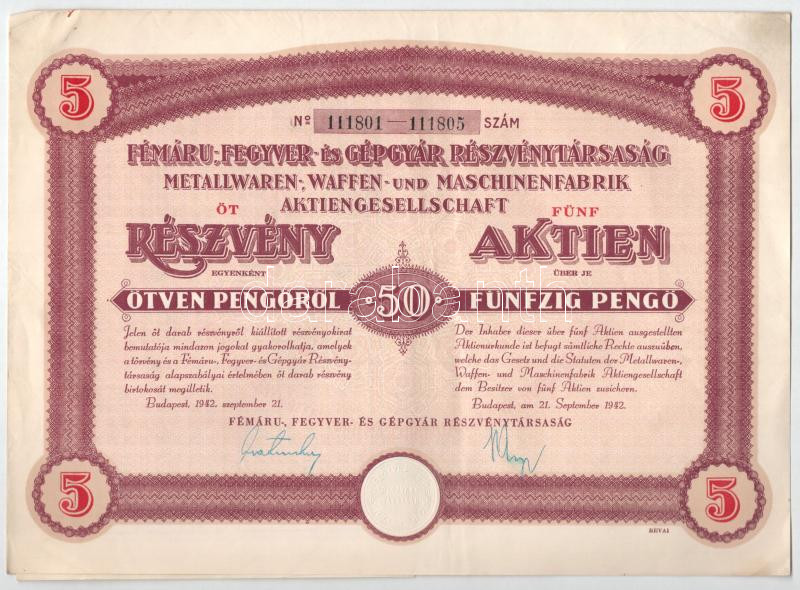 5 5
Nº 111801—111805 SZÁM
FÉMÁRU-, FEGYVER- ÉS GÉPGYÁR RÉSZVÉNYTÁRSASÁG
METALLWAREN-, WAFFEN- UND MASCHINENFABRIK
AKTIENGESELLSCHAFT
ÖT
RÉSZVÉNY
EGYENKÉNT
ÖTVEN PENGŐRŐL
50
FÜNF
AKTIEN
ÜBER JE
FÜNFZIG PENGŐ
Jelen öt darab részvényről kiállított részvényokirat
bemutatója mindazon jogokat gyakorolhatja, amelyek
a törvény és a Fémáru-, Fegyver- és Gépgyár Részvény-
társaság alapszabályai értelmében öt darab részvény
birtokosát megilletik.
Budapest, 1942. szeptember 21.
Der Inhaber dieser über fünf Aktien ausgestellten
Aktienurkunde ist befugt sämtliche Rechte auszuüben,
welche das Gesetz und die Statuten der Metallwaren-,
Waffen- und Maschinenfabrik Aktiengesellschaft
dem Besitzer von fünf Aktien zusichern.
Budapest, am 21. September 1942.
FÉMÁRU-, FEGYVER- ÉS GÉPGYÁR RÉSZVÉNYTÁRSASÁG
5 5
REVAI
darabanth.com